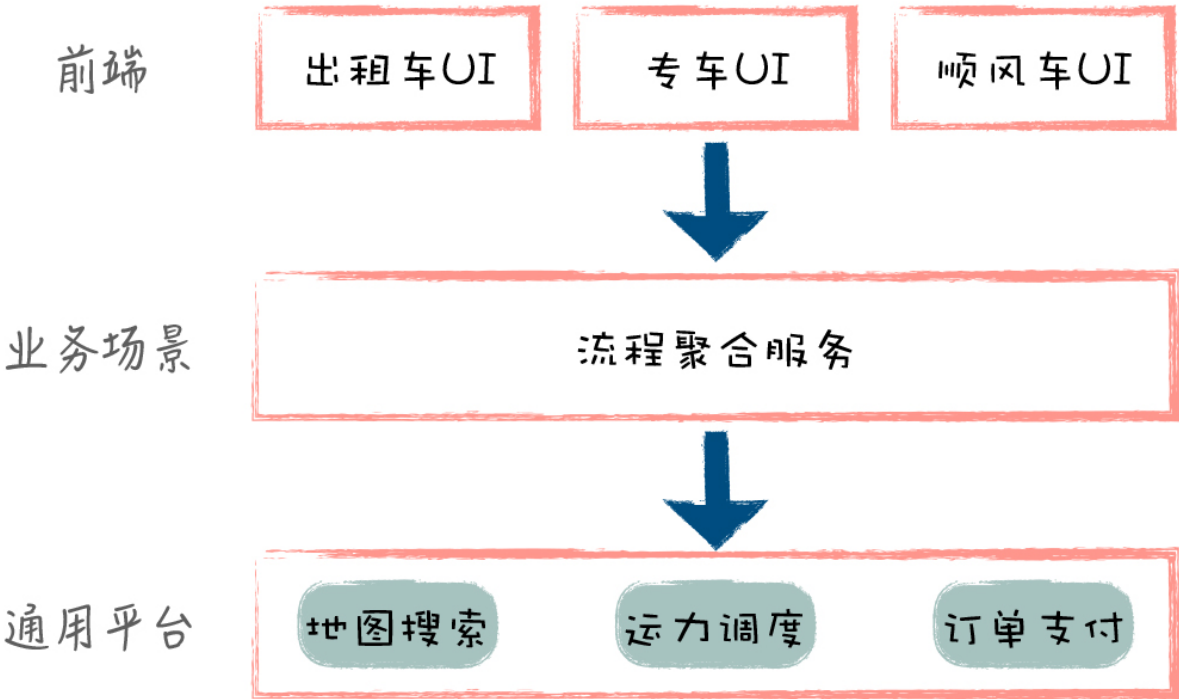 前端
出租车UI
专车UI
顺风车UI
业务场景
流程聚合服务
通用平台
地图搜索
运力调度
订单支付